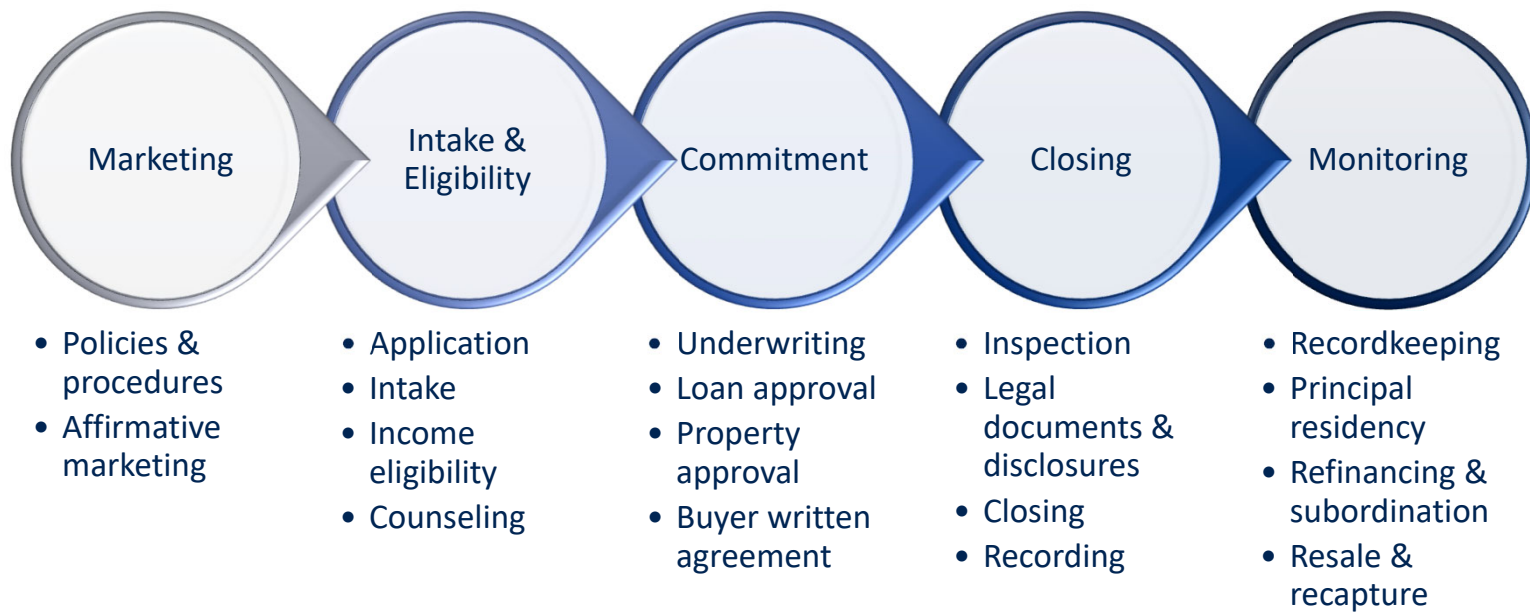 Marketing
Intake &
Eligibility
Commitment
Closing
Monitoring
• Policies &
procedures
• Affirmative
marketing
• Application
• Intake
• Income
eligibility
• Counseling
• Underwriting
• Loan approval
• Property
approval
• Buyer written
agreement
• Inspection
• Legal
documents &
disclosures
• Closing
• Recording
• Recordkeeping
• Principal
residency
• Refinancing &
subordination
• Resale &
recapture